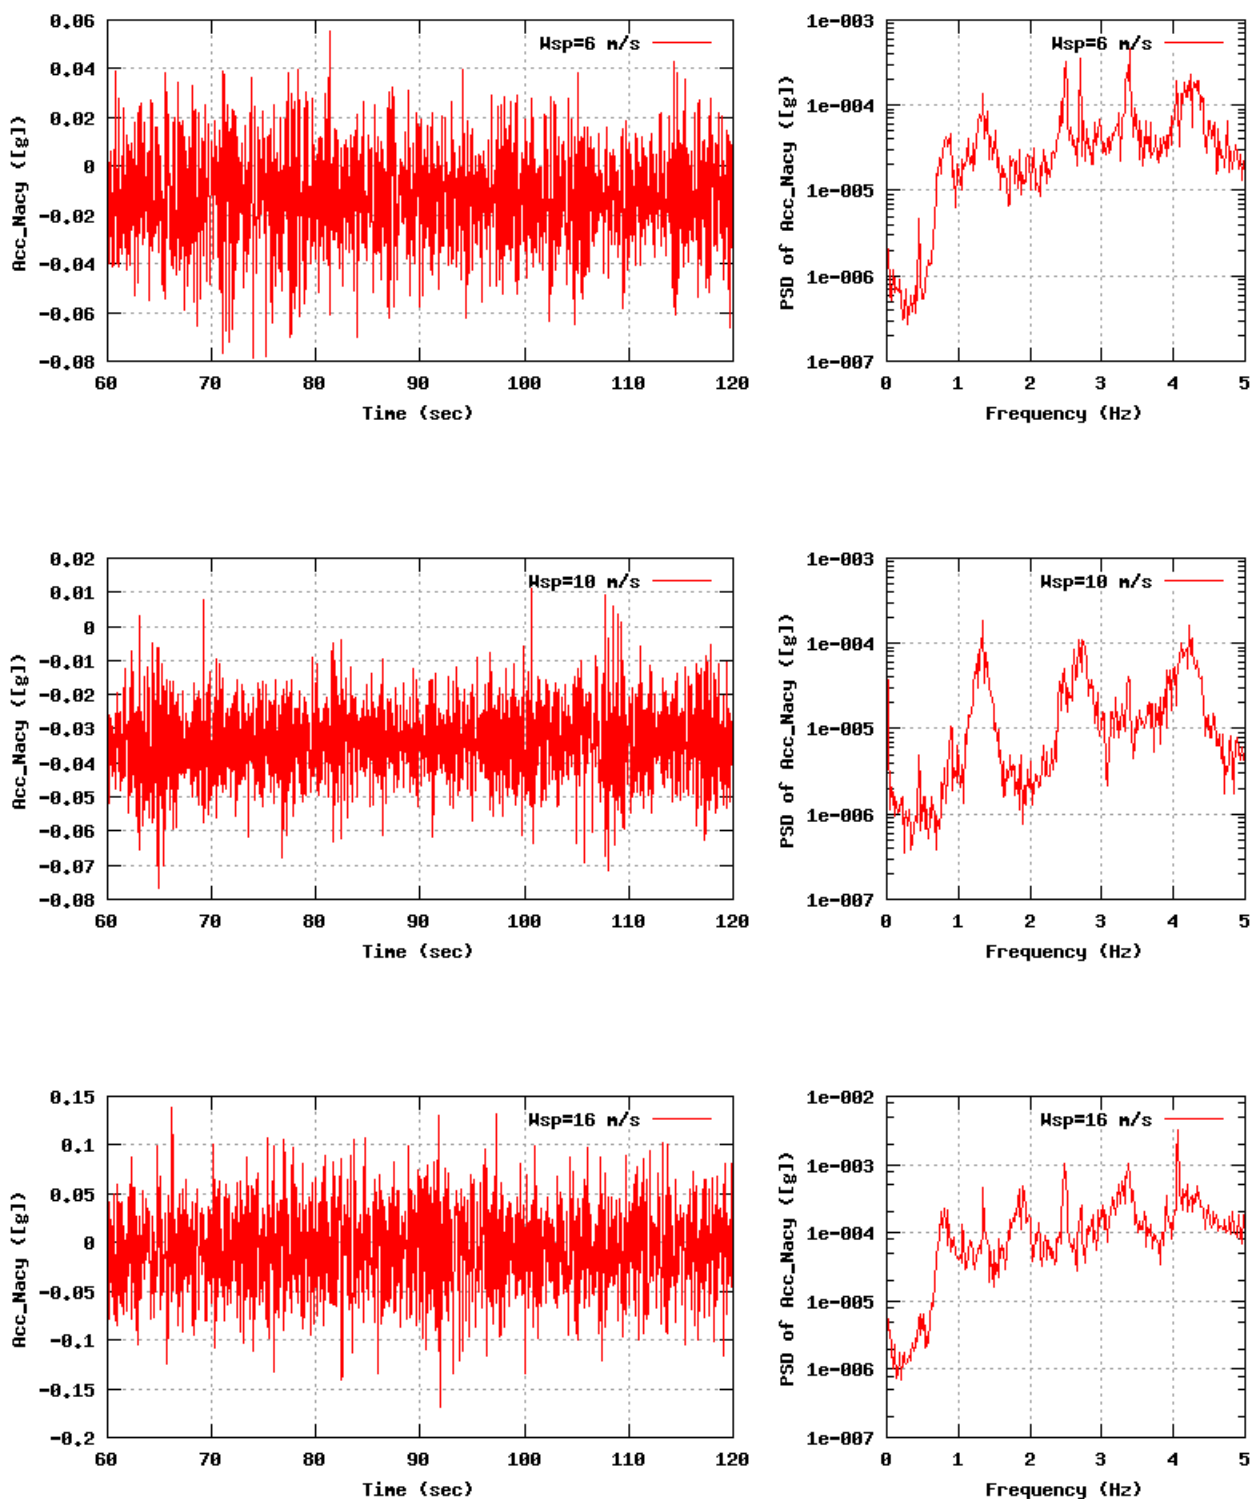 0.06
0.04
0.02
0
-0.02
-0.04
-0.06
-0.08
60 70 80 90 100 110 120
Acc_Nacy ([g])
Time (sec)
Wsp=6 m/s
1e-003
1e-004
1e-005
1e-006
1e-007
0 1 2 3 4 5
PSD of Acc_Nacy ([g])
Frequency (Hz)
Wsp=6 m/s
0.02
0.01
0
-0.01
-0.02
-0.03
-0.04
-0.05
-0.06
-0.07
-0.08
60 70 80 90 100 110 120
Acc_Nacy ([g])
Time (sec)
Wsp=10 m/s
1e-003
1e-004
1e-005
1e-006
1e-007
0 1 2 3 4 5
PSD of Acc_Nacy ([g])
Frequency (Hz)
Wsp=10 m/s
0.15
0.1
0.05
0
-0.05
-0.1
-0.15
-0.2
60 70 80 90 100 110 120
Acc_Nacy ([g])
Time (sec)
Wsp=16 m/s
1e-002
1e-003
1e-004
1e-005
1e-006
1e-007
0 1 2 3 4 5
PSD of Acc_Nacy ([g])
Frequency (Hz)
Wsp=16 m/s